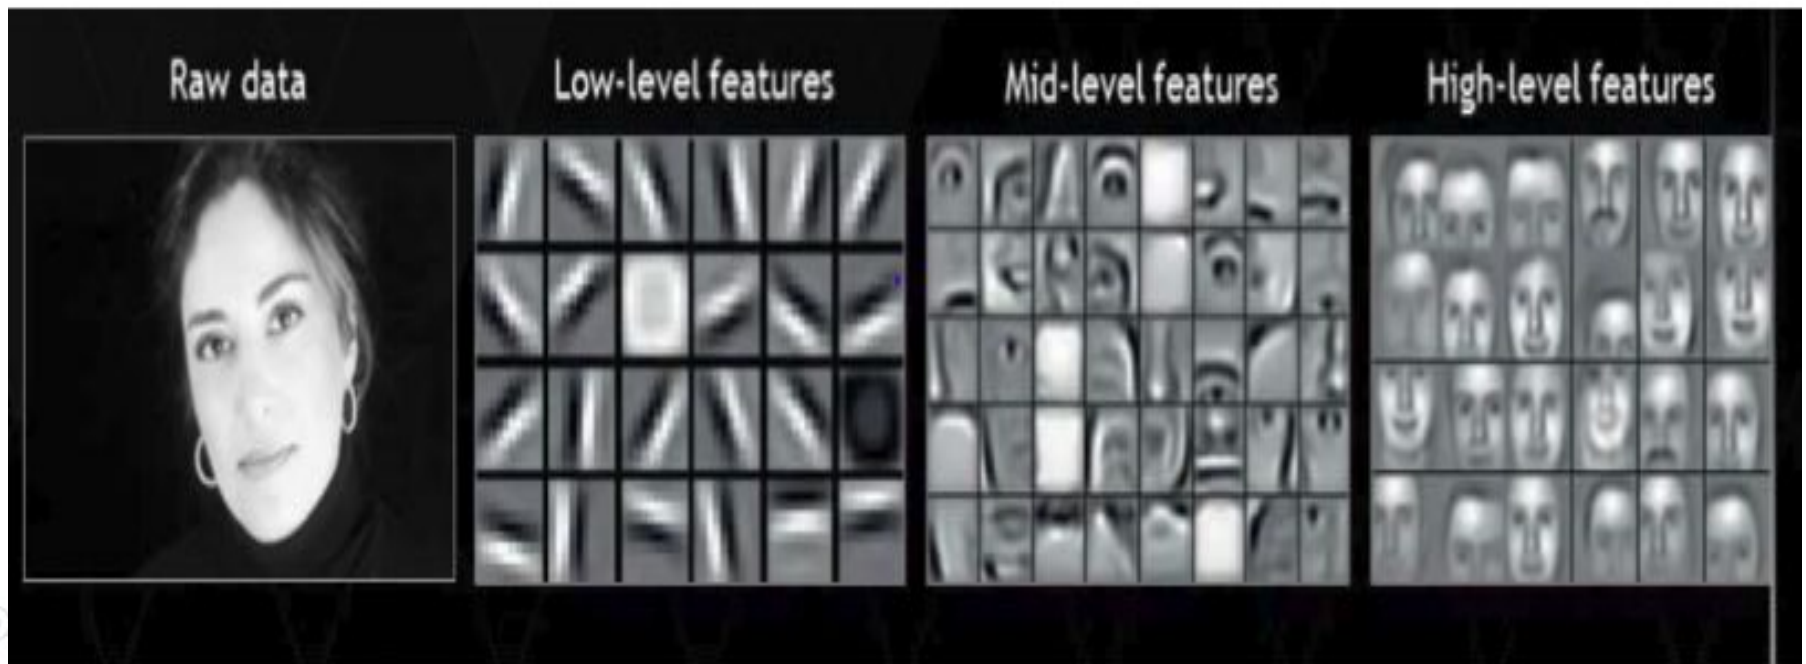 Raw data
Low-level features
Mid-level features
High-level features